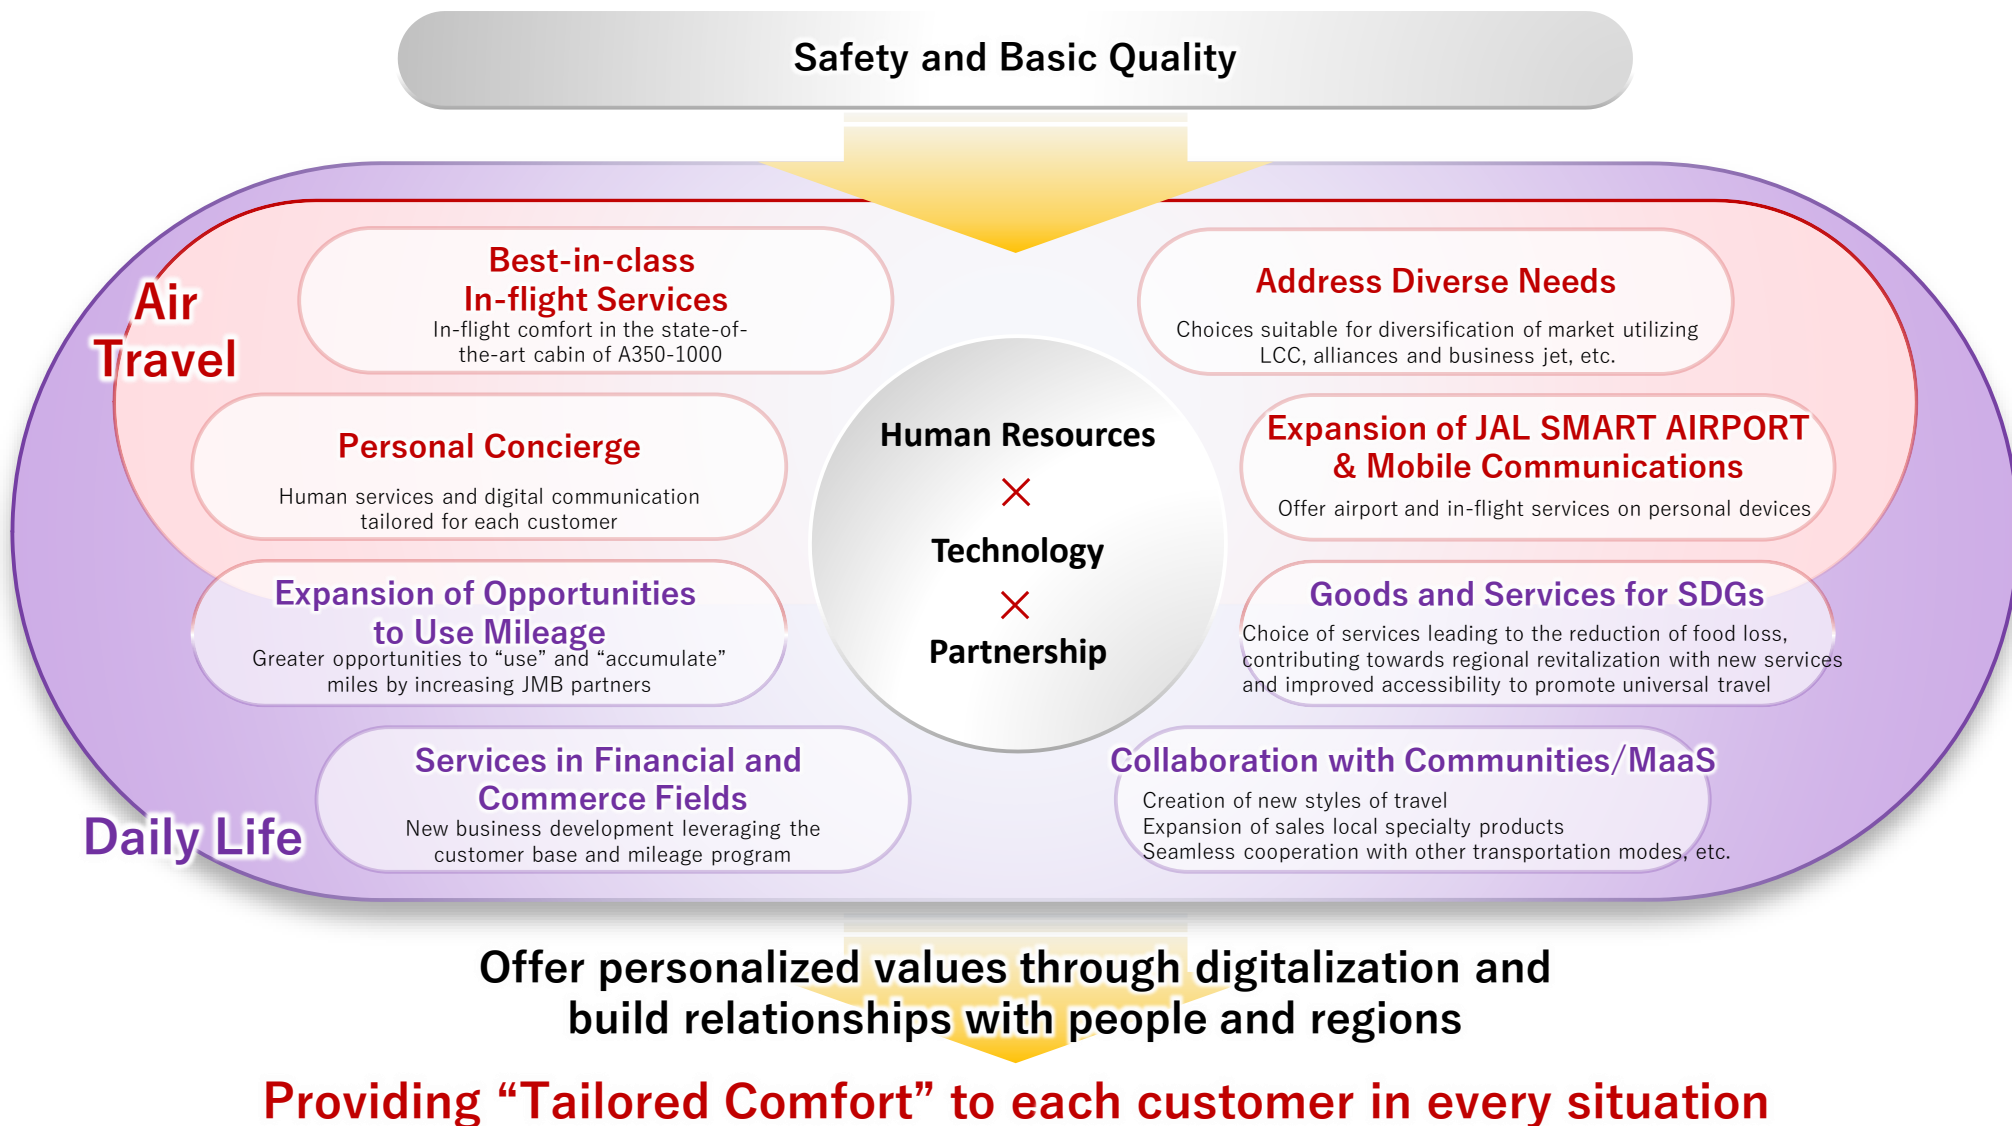 Safety and Basic Quality
Air
Travel
Best-in-class
In-flight Services
In-flight comfort in the state-of-
the-art cabin of A350-1000
Address Diverse Needs
Choices suitable for diversification of market utilizing
LCC, alliances and business jet, etc.
Personal Concierge
Human services and digital communication
tailored for each customer
Human Resources
×
Technology
×
Partnership
Expansion of JAL SMART AIRPORT
& Mobile Communications
Offer airport and in-flight services on personal devices
Expansion of Opportunities
to Use Mileage
Greater opportunities to “use” and “accumulate”
miles by increasing JMB partners
Goods and Services for SDGs
Choice of services leading to the reduction of food loss,
contributing towards regional revitalization with new services
and improved accessibility to promote universal travel
Daily Life
Services in Financial and
Commerce Fields
New business development leveraging the
customer base and mileage program
Collaboration with Communities/MaaS
Creation of new styles of travel
Expansion of sales local specialty products
Seamless cooperation with other transportation modes, etc.
Offer personalized values through digitalization and
build relationships with people and regions
Providing “Tailored Comfort” to each customer in every situation